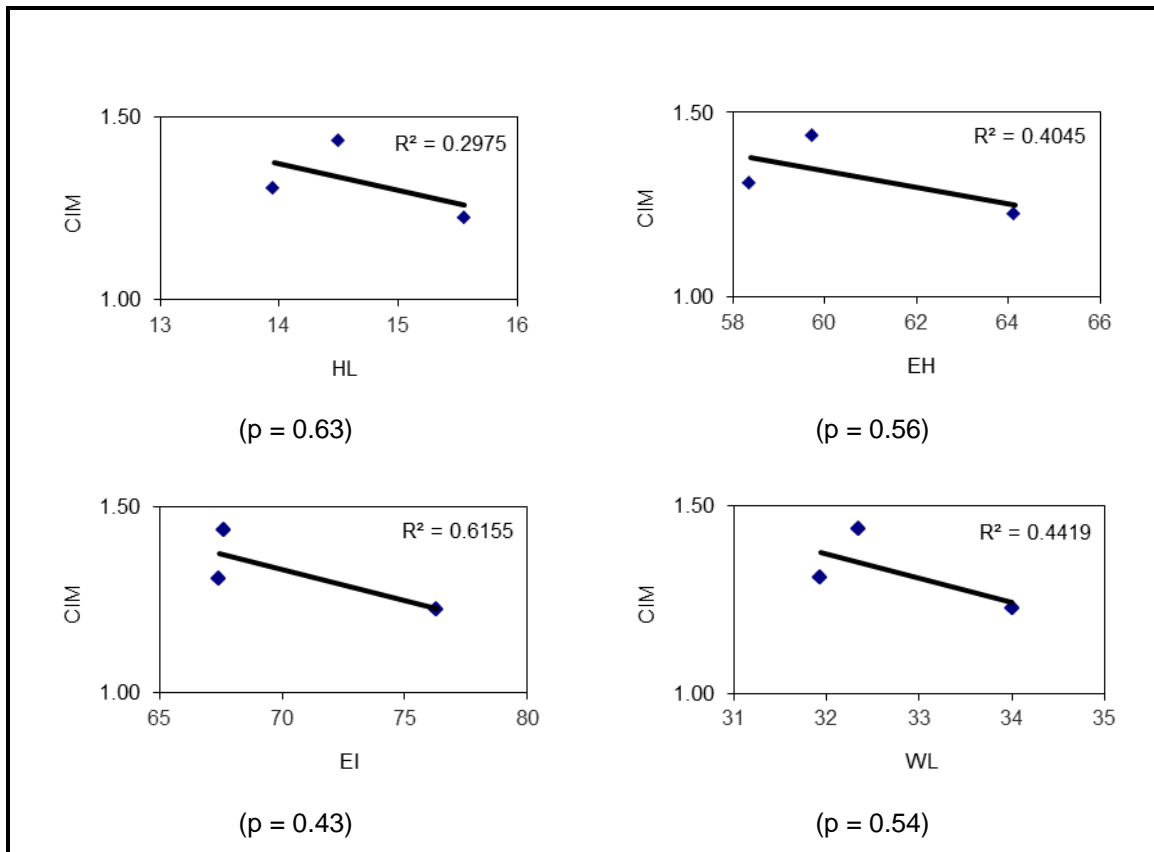 1.50
R² = 0.2975
CIM
1.00
13 14 15 16
HL
(p = 0.63)
1.50
R² = 0.4045
CIM
1.00
58 60 62 64 66
EH
(p = 0.56)
1.50
R² = 0.6155
CIM
1.00
65 70 75 80
EI
(p = 0.43)
1.50
R² = 0.4419
CIM
1.00
31 32 33 34 35
WL
(p = 0.54)